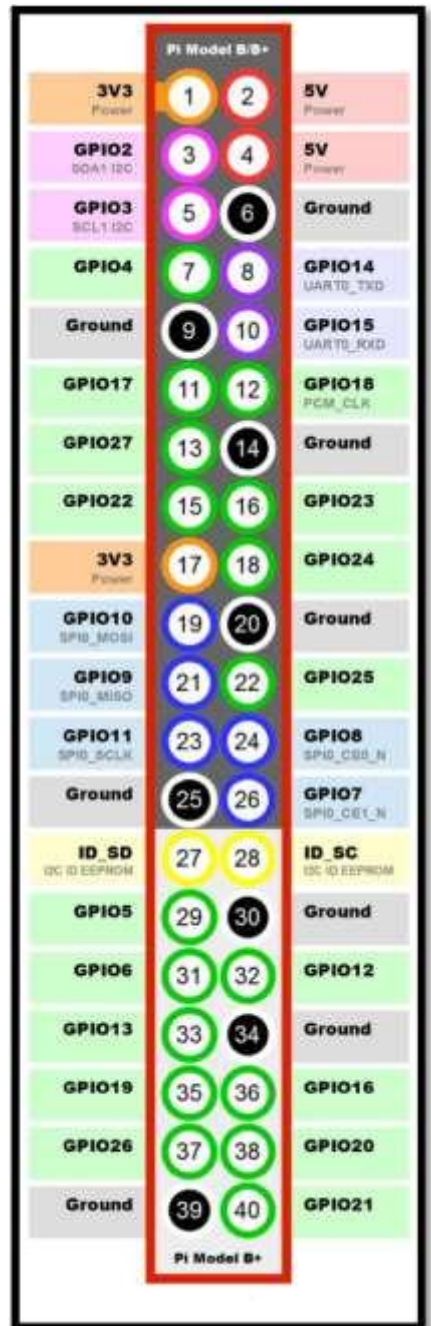 Pi Model B/B+
3V3 1 2 5V
Power Power
GPIO2 3 4 5V
SDA1 I2C Power
GPIO3 5 6 Ground
SCL1 I2C
GPIO4 7 8 GPIO14
UART0_TXD
Ground 9 10 GPIO15
UART0_RXD
GPIO17 11 12 GPIO18
PCM_CLK
GPIO27 13 14 Ground
GPIO22 15 16 GPIO23
3V3 17 18 GPIO24
Power
GPIO10 19 20 Ground
SPI0_MOSI
GPIO9 21 22 GPIO25
SPI0_MISO
GPIO11 23 24 GPIO8
SPI0_SCLK SPI0_CE0_N
Ground 25 26 GPIO7
SPI0_CE1_N
ID_SD 27 28 ID_SC
I2C ID EEPROM I2C ID EEPROM
GPIO5 29 30 Ground
GPIO6 31 32 GPIO12
GPIO13 33 34 Ground
GPIO19 35 36 GPIO16
GPIO26 37 38 GPIO20
Ground 39 40 GPIO21
Pi Model B+